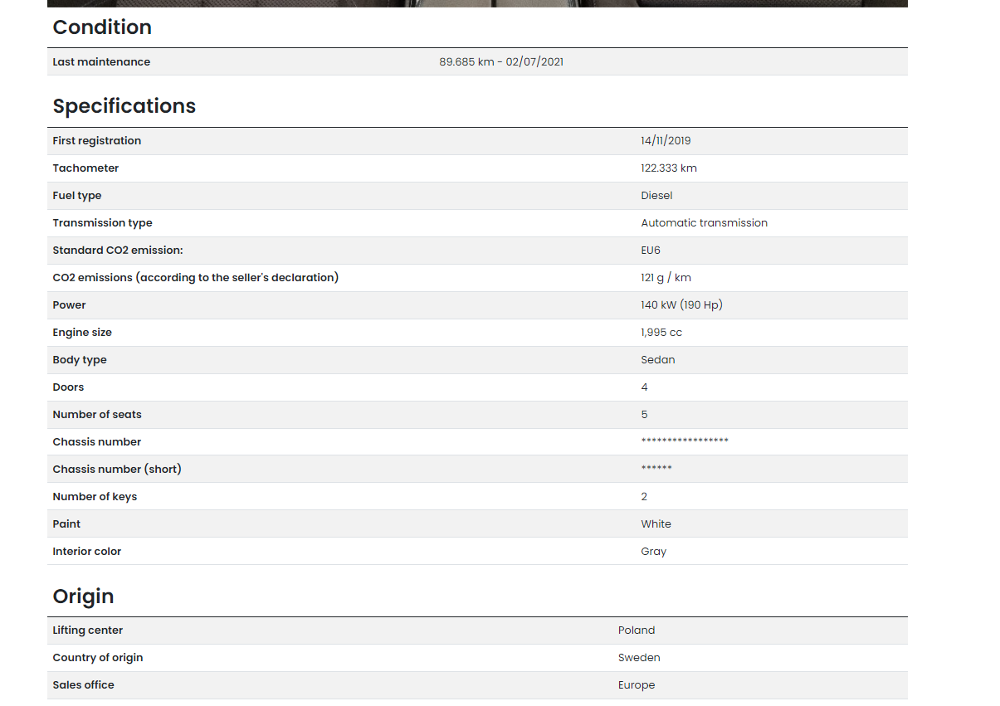 Condition
Last maintenance 89.685 km - 02/07/2021
Specifications
First registration 14/11/2019
Tachometer 122.333 km
Fuel type Diesel
Transmission type Automatic transmission
Standard CO2 emission: EU6
CO2 emissions (according to the seller's declaration) 121 g / km
Power 140 kW (190 Hp)
Engine size 1,995 cc
Body type Sedan
Doors 4
Number of seats 5
Chassis number *****************
Chassis number (short) ******
Number of keys 2
Paint White
Interior color Gray
Origin
Lifting center Poland
Country of origin Sweden
Sales office Europe